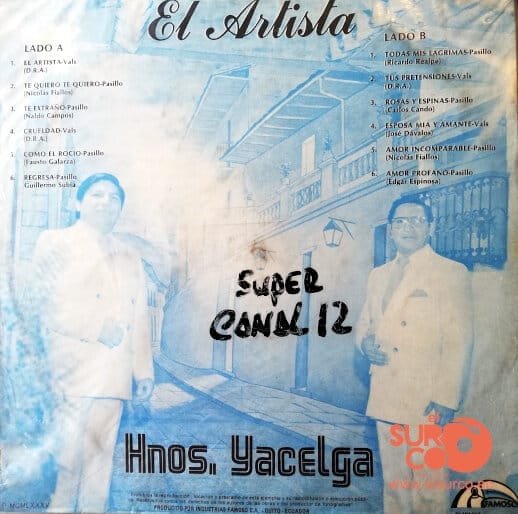 El Artista
LADO A
1. EL ARTISTA-Vals
(D.R.A.)
2. TE QUIERO TE QUIERO-Pasillo
(Nicolás Fiallos)
3. TE EXTRAÑO-Pasillo
(Naldo Campos)
4. CRUELDAD-Vals
(D.R.A.)
5. COMO EL ROCIO-Pasillo
(Fausto Galarza)
6. REGRESA-Pasillo
Guillermo Subía
LADO B
1. TODAS MIS LAGRIMAS-Pasillo
(Ricardo Realpe)
2. TUS PRETENSIONES-Vals
(D.R.A.)
3. ROSAS Y ESPINAS-Pasillo
(Carlos Cando)
4. ESPOSA MIA Y AMANTE-Vals
(José Dávalos)
5. AMOR INCOMPARABLE-Pasillo
(Nicolás Fiallos)
6. AMOR PROFANO-Pasillo
(Edgar Espinosa)
SUPER
CANAL 12
Hnos. Yacelga
el
SUR
CO
PRODUCIDO POR INDUSTRIAS FAMOSO C.A. - QUITO - ECUADOR
FAMOSO